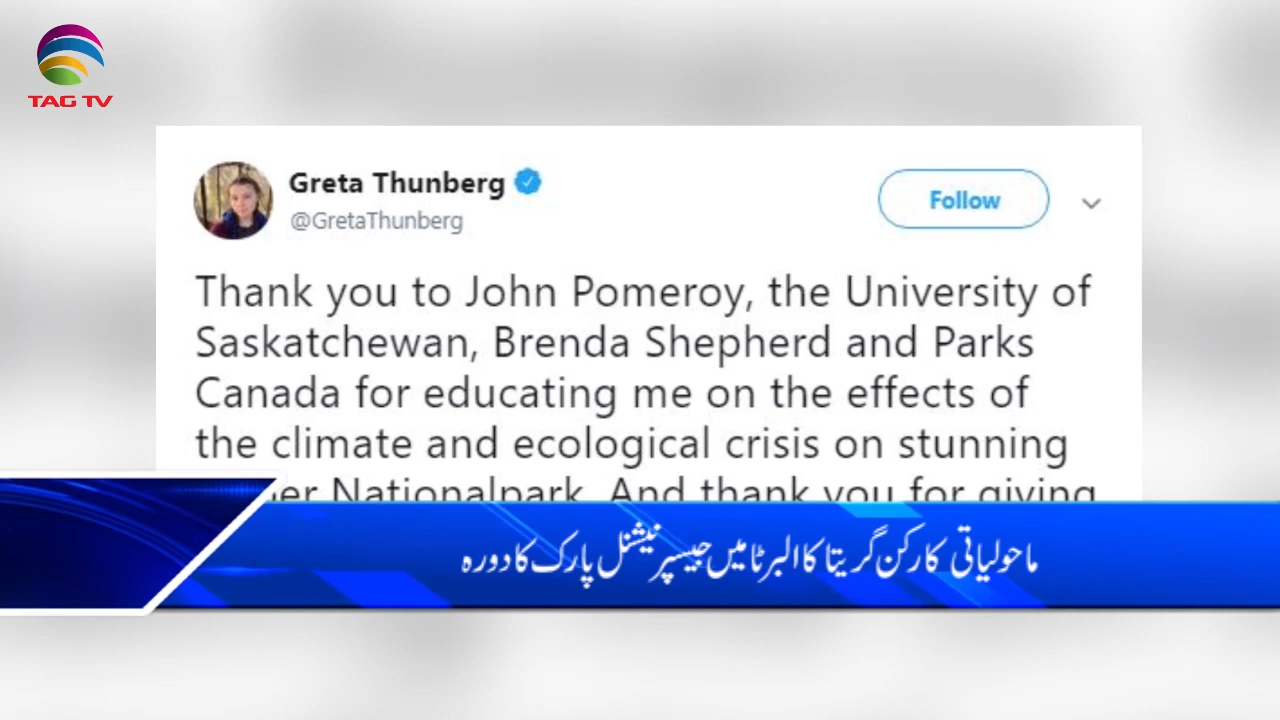 TAG TV
Greta Thunberg
@GretaThunberg
Follow
Thank you to John Pomeroy, the University of
Saskatchewan, Brenda Shepherd and Parks
Canada for educating me on the effects of
the climate and ecological crisis on stunning
Nationalpark. And thank you for giving
ماحولیاتی کارکن گریتا کا البرٹا میں جیسپر نیشنل پارک کا دورہ